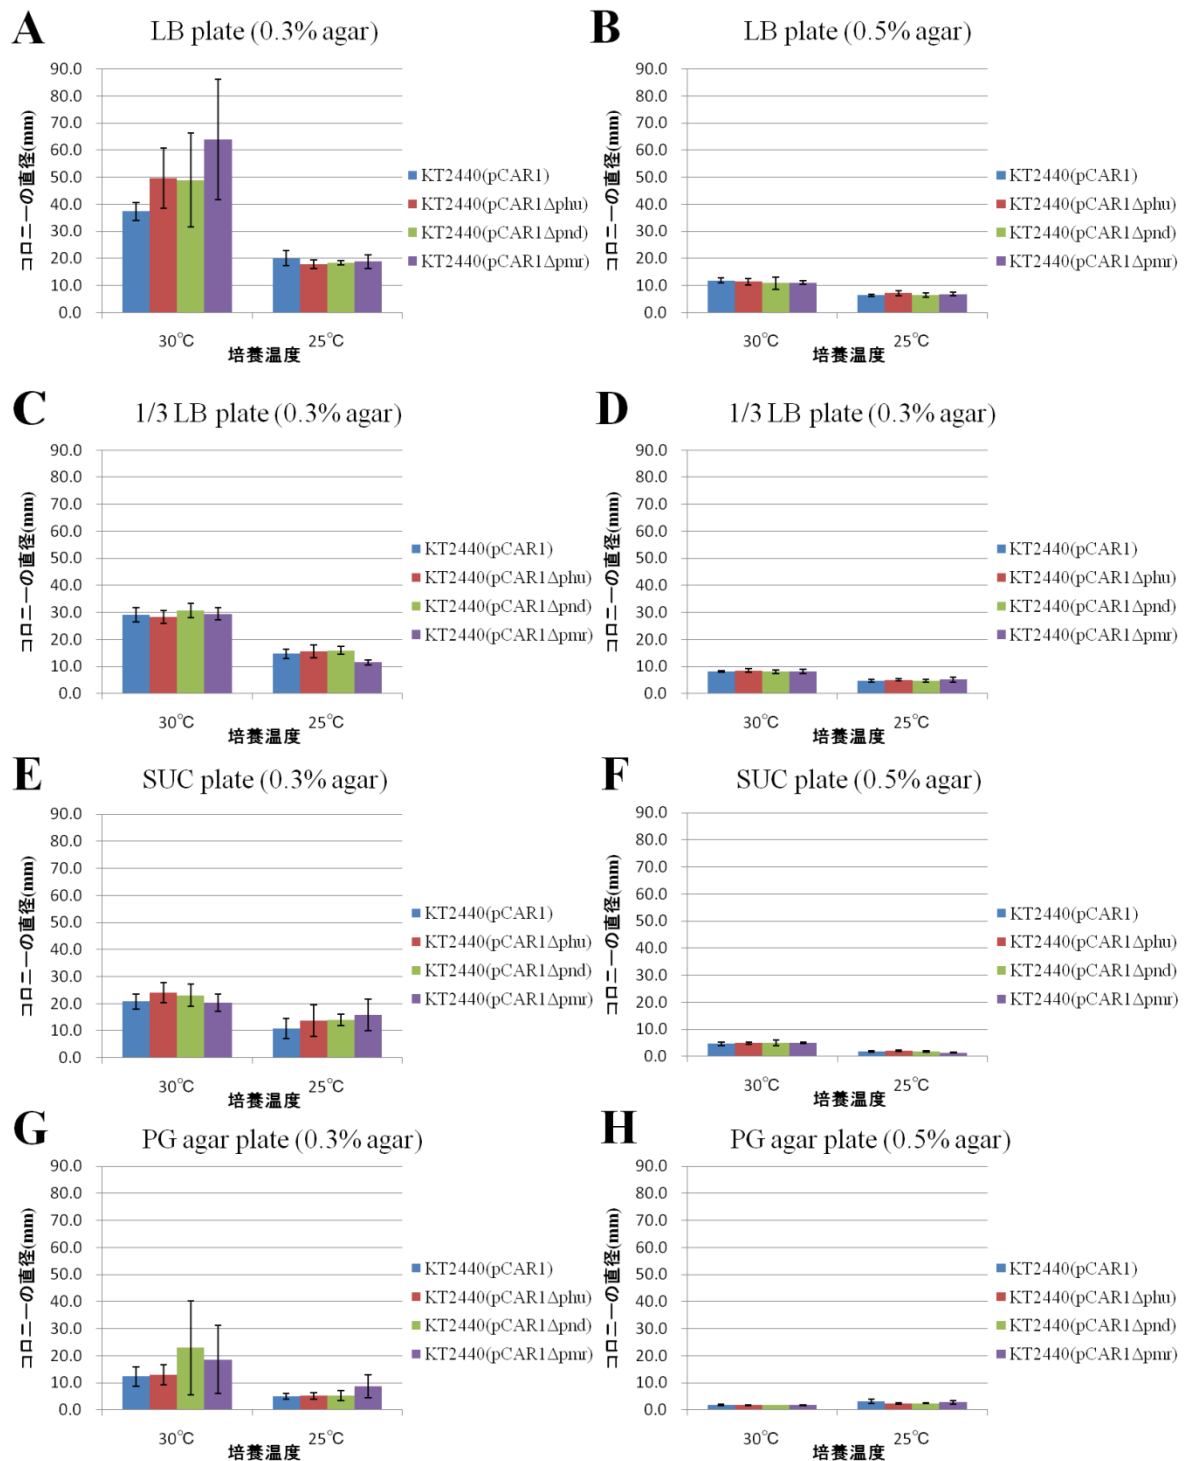 A
LB plate (0.3% agar)
90.0
80.0
70.0
60.0
50.0
40.0
30.0
20.0
10.0
0.0
コロニーの直径(mm)
30℃
25℃
培養温度
KT2440(pCAR1)
KT2440(pCAR1Δphu)
KT2440(pCAR1Δpnd)
KT2440(pCAR1Δpmr)
B
LB plate (0.5% agar)
90.0
80.0
70.0
60.0
50.0
40.0
30.0
20.0
10.0
0.0
コロニーの直径(mm)
30℃
25℃
培養温度
KT2440(pCAR1)
KT2440(pCAR1Δphu)
KT2440(pCAR1Δpnd)
KT2440(pCAR1Δpmr)
C
1/3 LB plate (0.3% agar)
90.0
80.0
70.0
60.0
50.0
40.0
30.0
20.0
10.0
0.0
コロニーの直径(mm)
30℃
25℃
培養温度
KT2440(pCAR1)
KT2440(pCAR1Δphu)
KT2440(pCAR1Δpnd)
KT2440(pCAR1Δpmr)
D
1/3 LB plate (0.3% agar)
90.0
80.0
70.0
60.0
50.0
40.0
30.0
20.0
10.0
0.0
コロニーの直径(mm)
30℃
25℃
培養温度
KT2440(pCAR1)
KT2440(pCAR1Δphu)
KT2440(pCAR1Δpnd)
KT2440(pCAR1Δpmr)
E
SUC plate (0.3% agar)
90.0
80.0
70.0
60.0
50.0
40.0
30.0
20.0
10.0
0.0
コロニーの直径(mm)
30℃
25℃
培養温度
KT2440(pCAR1)
KT2440(pCAR1Δphu)
KT2440(pCAR1Δpnd)
KT2440(pCAR1Δpmr)
F
SUC plate (0.5% agar)
90.0
80.0
70.0
60.0
50.0
40.0
30.0
20.0
10.0
0.0
コロニーの直径(mm)
30℃
25℃
培養温度
KT2440(pCAR1)
KT2440(pCAR1Δphu)
KT2440(pCAR1Δpnd)
KT2440(pCAR1Δpmr)
G
PG agar plate (0.3% agar)
90.0
80.0
70.0
60.0
50.0
40.0
30.0
20.0
10.0
0.0
コロニーの直径(mm)
30℃
25℃
培養温度
KT2440(pCAR1)
KT2440(pCAR1Δphu)
KT2440(pCAR1Δpnd)
KT2440(pCAR1Δpmr)
H
PG agar plate (0.5% agar)
90.0
80.0
70.0
60.0
50.0
40.0
30.0
20.0
10.0
0.0
コロニーの直径(mm)
30℃
25℃
培養温度
KT2440(pCAR1)
KT2440(pCAR1Δphu)
KT2440(pCAR1Δpnd)
KT2440(pCAR1Δpmr)